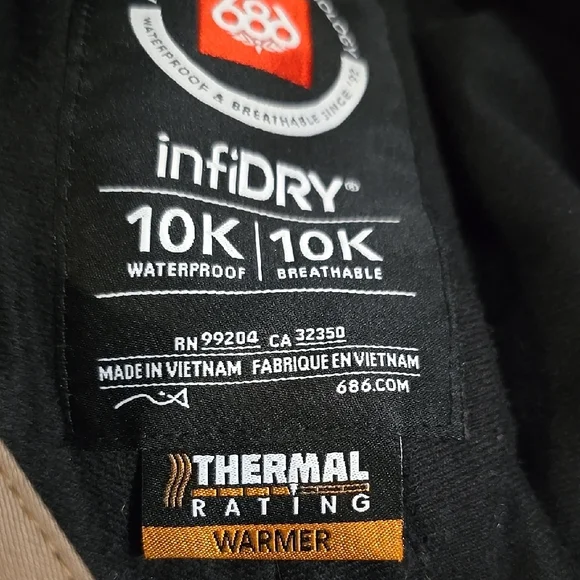 686
WATERPROOF & BREATHABLE SINCE '92
infiDRY®
10K | 10K
WATERPROOF BREATHABLE
RN 99204 CA 32350
MADE IN VIETNAM FABRIQUE EN VIETNAM
686.COM
THERMAL
RATING
WARMER